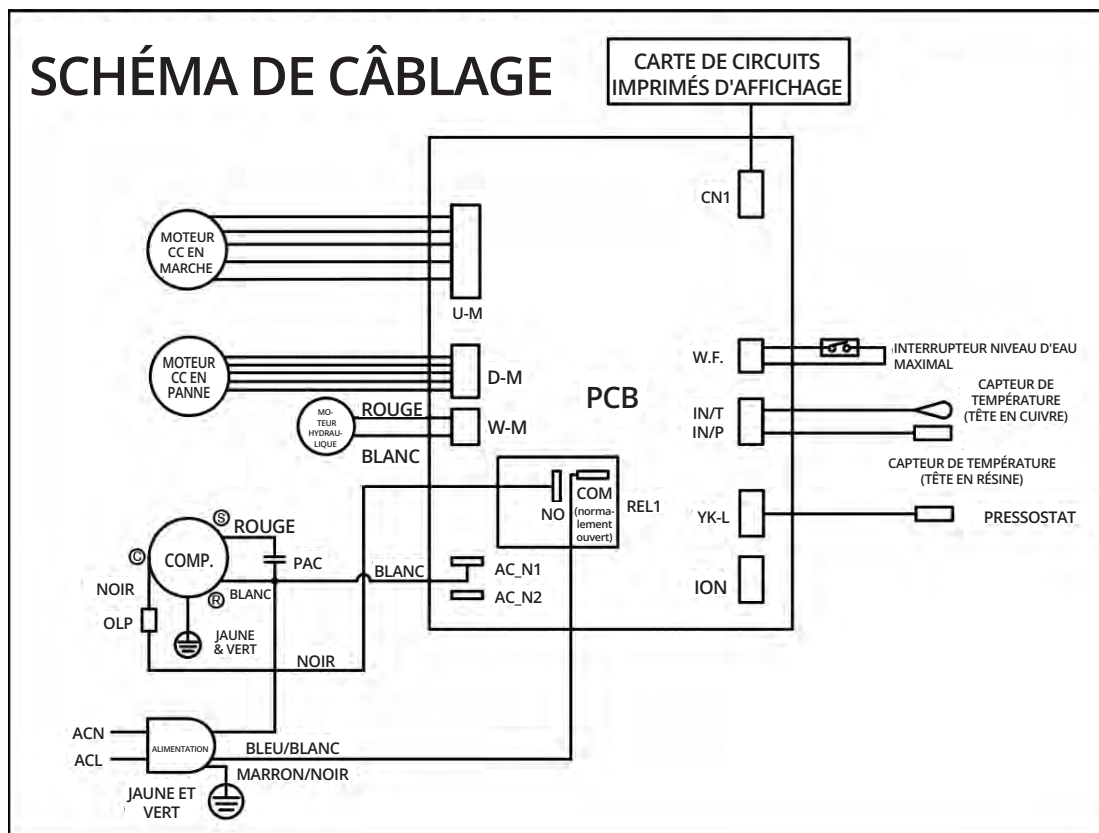 SCHÉMA DE CÂBLAGE
CARTE DE CIRCUITS
IMPRIMÉS D'AFFICHAGE
CN1
MOTEUR
CC EN
MARCHE
U-M
MOTEUR
CC EN
PANNE
D-M
MO-
TEUR
HYDRAU-
LIQUE
ROUGE
BLANC
W-M
PCB
W.F.
INTERRUPTEUR NIVEAU D'EAU
MAXIMAL
IN/T
IN/P
CAPTEUR DE
TEMPÉRATURE
(TÊTE EN CUIVRE)
CAPTEUR DE TEMPÉRATURE
(TÊTE EN RÉSINE)
NO
COM
(norma-
lement
ouvert)
REL1
YK-L
PRESSOSTAT
ION
S
ROUGE
C
COMP.
PAC
NOIR
R
BLANC
BLANC
AC_N1
AC_N2
OLP
JAUNE
& VERT
NOIR
ACN
ACL
ALIMENTATION
BLEU/BLANC
MARRON/NOIR
JAUNE ET
VERT